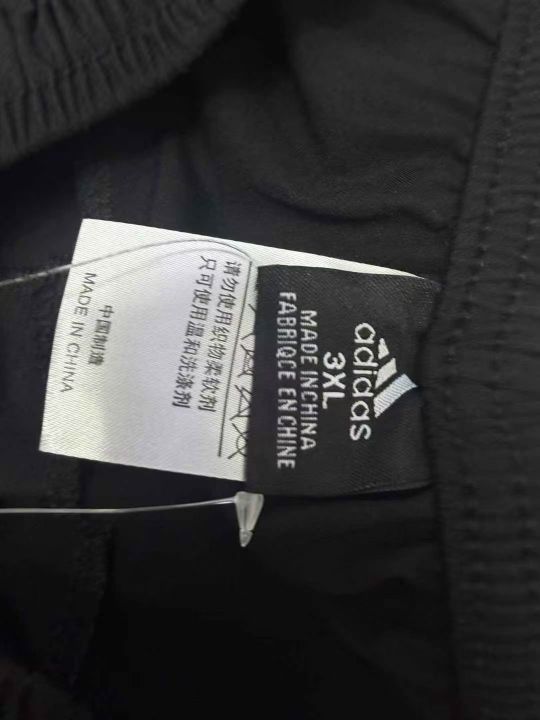 adidas
3XL
MADE IN CHINA
FABRIQCE EN CHINE
请勿使用织物柔软剂
只可使用温和洗涤剂
中国制造
MADE IN CHINA